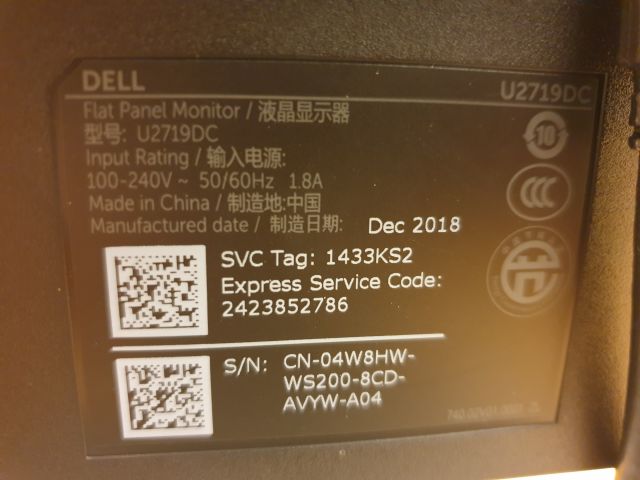 DELL
U2719DC
Flat Panel Monitor / 液晶显示器
型号: U2719DC
Input Rating / 输入电源:
100-240V ~ 50/60Hz 1.8A
Made in China / 制造地:中国
Manufactured date / 制造日期: Dec 2018
10
CCC
SVC Tag: 1433KS2
Express Service Code:
2423852786
S/N: CN-04W8HW-
WS200-8CD-
AVYW-A04